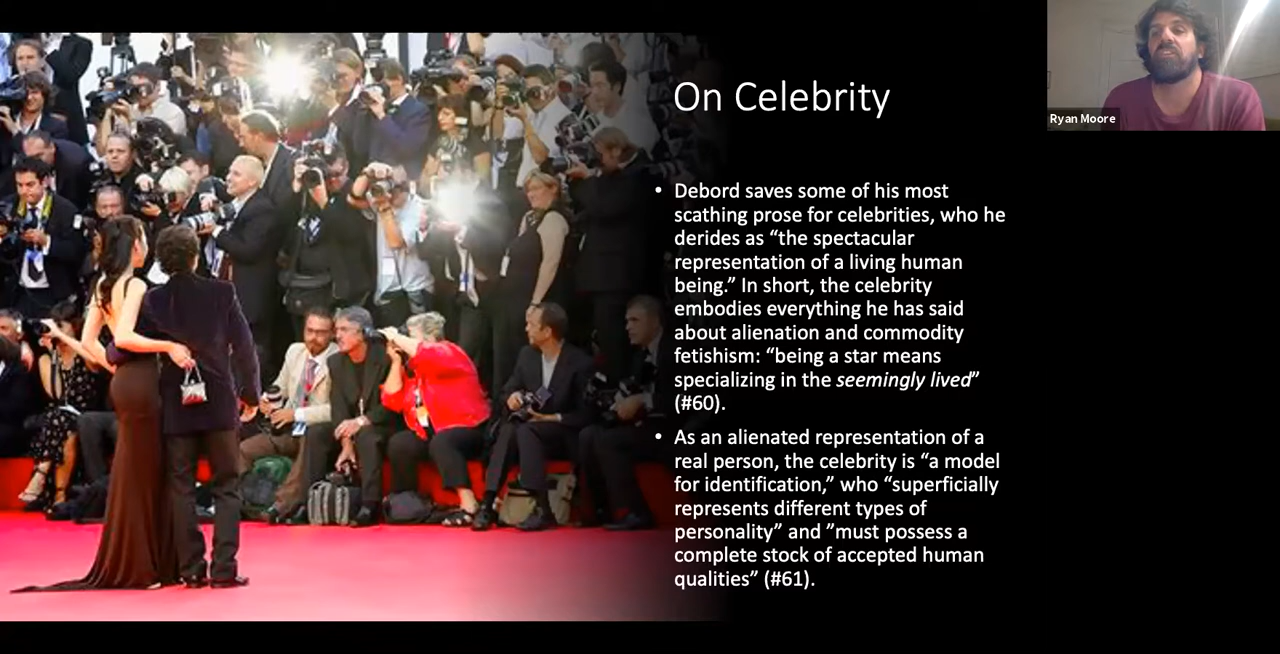 On Celebrity
Ryan Moore
• Debord saves some of his most
scathing prose for celebrities, who he
derides as “the spectacular
representation of a living human
being.” In short, the celebrity
embodies everything he has said
about alienation and commodity
fetishism: “being a star means
specializing in the seemingly lived”
(#60).
• As an alienated representation of a
real person, the celebrity is “a model
for identification,” who “superficially
represents different types of
personality” and ”must possess a
complete stock of accepted human
qualities” (#61).